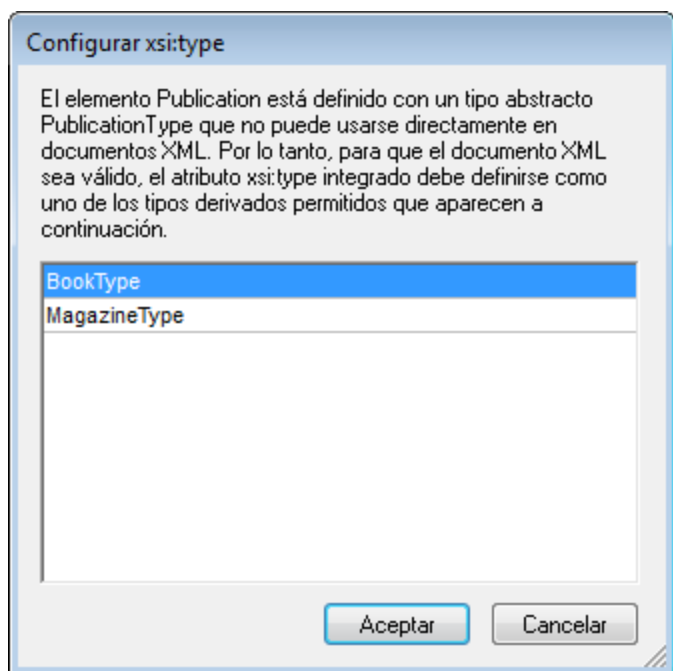 Configurar xsi:type
El elemento Publication está definido con un tipo abstracto
PublicationType que no puede usarse directamente en
documentos XML. Por lo tanto, para que el documento XML
sea válido, el atributo xsi:type integrado debe definirse como
uno de los tipos derivados permitidos que aparecen a
continuación.
BookType
MagazineType
Aceptar
Cancelar